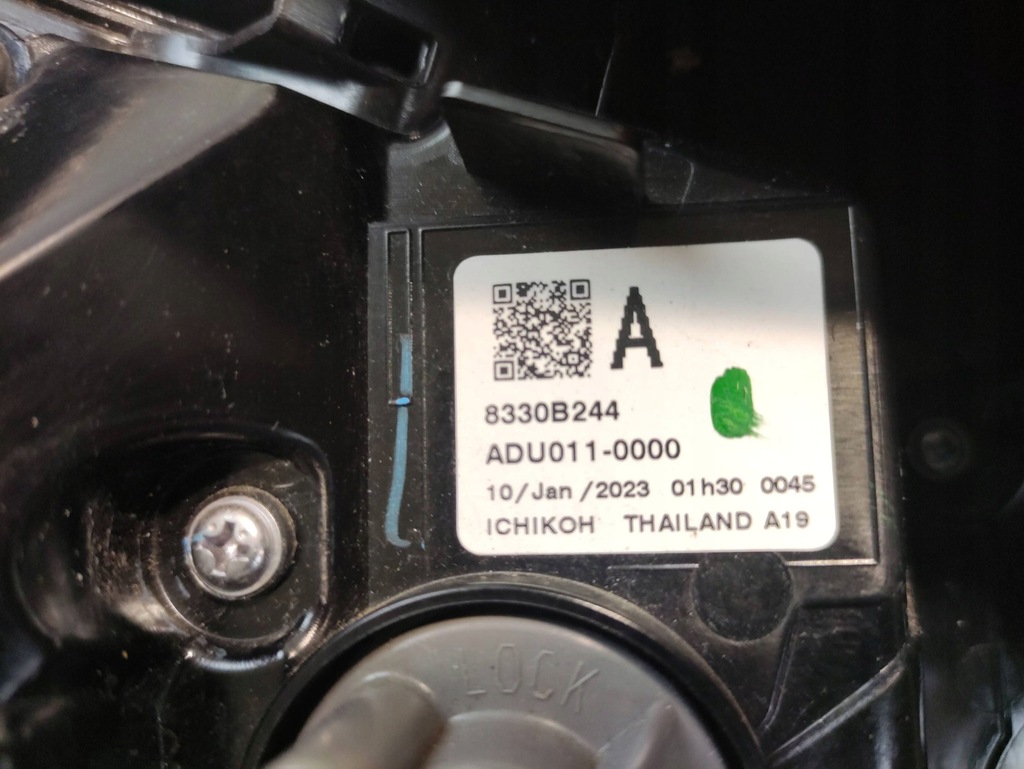 A
8330B244
ADU011-0000
10/Jan/2023 01h30 0045
ICHIKOH THAILAND A19
LOCK